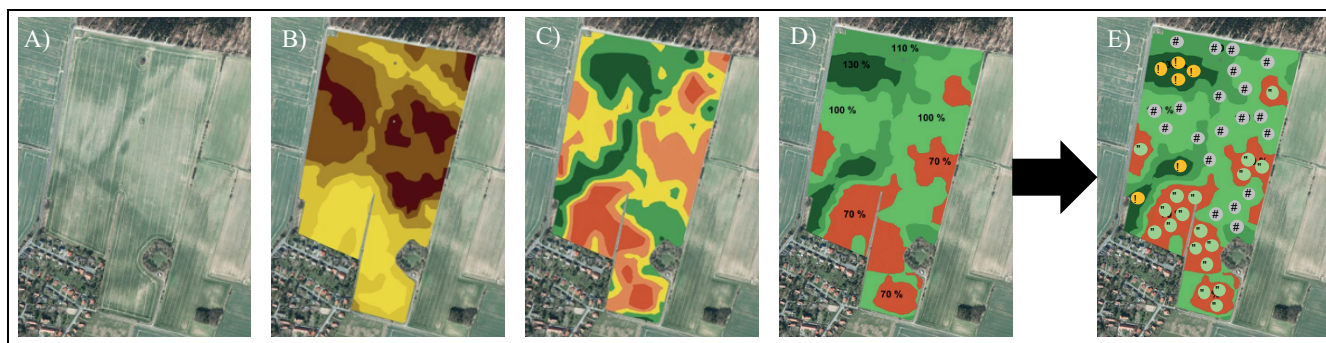 A)
B)
C)
D)
E)
110 %
130 %
100 %
100 %
70 %
70 %
70 %
%
# # #
! ! ! !
# # "
# # #
# # # #
" # " "
!
! " " #
" " " # #
" " #
" "
"
" "
"